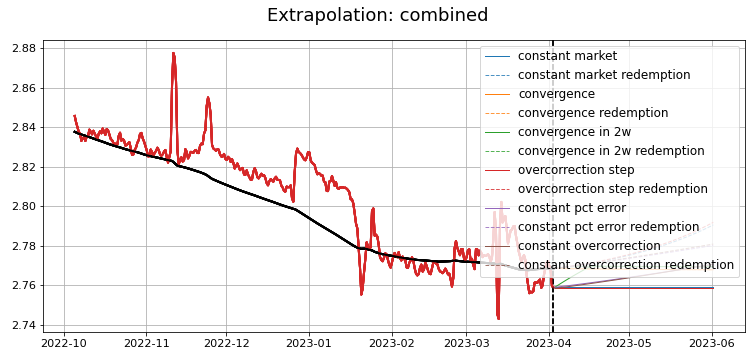 Extrapolation: combined
2.88
2.86
2.84
2.82
2.80
2.78
2.76
2.74
constant market
constant market redemption
convergence
convergence redemption
convergence in 2w
convergence in 2w redemption
overcorrection step
overcorrection step redemption
constant pct error
constant pct error redemption
constant overcorrection
constant overcorrection redemption
2022-10 2022-11 2022-12 2023-01 2023-02 2023-03 2023-04 2023-05 2023-06